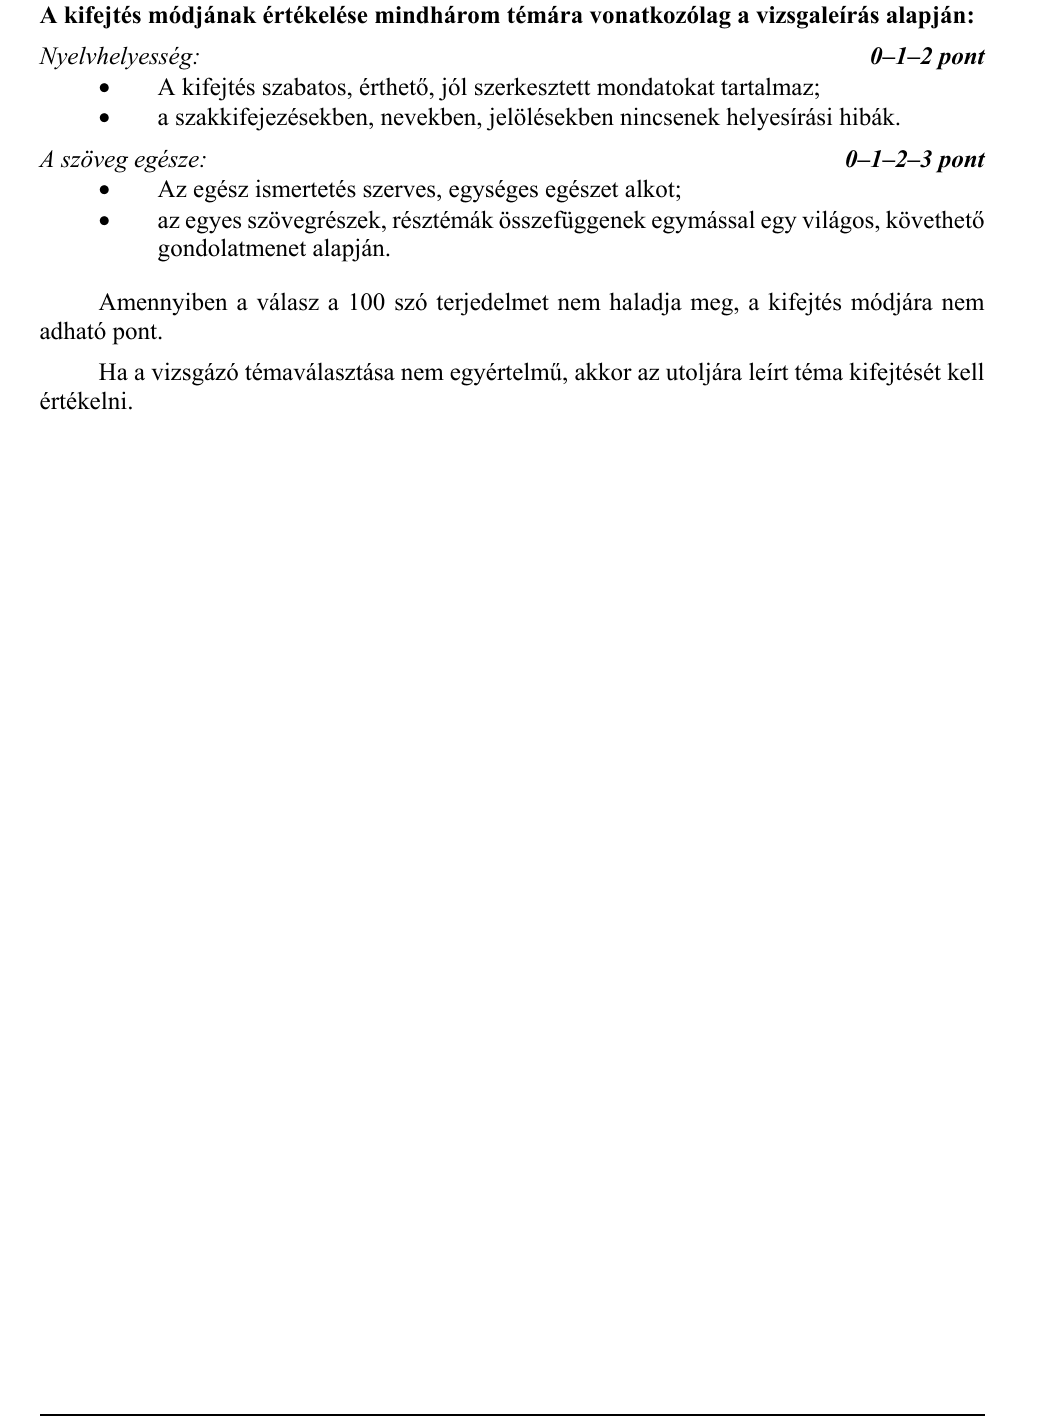 A kifejtés módjának értékelése mindhárom témára vonatkozólag a vizsgaleírás alapján:
Nyelvhelyesség: 0–1–2 pont
• A kifejtés szabatos, érthető, jól szerkesztett mondatokat tartalmaz;
• a szakkifejezésekben, nevekben, jelölésekben nincsenek helyesírási hibák.
A szöveg egésze: 0–1–2–3 pont
• Az egész ismertetés szerves, egységes egészet alkot;
• az egyes szövegrészek, résztémák összefüggenek egymással egy világos, követhető
gondolatmenet alapján.
Amennyiben a válasz a 100 szó terjedelmet nem haladja meg, a kifejtés módjára nem
adható pont.
Ha a vizsgázó témaválasztása nem egyértelmű, akkor az utoljára leírt téma kifejtését kell
értékelni.